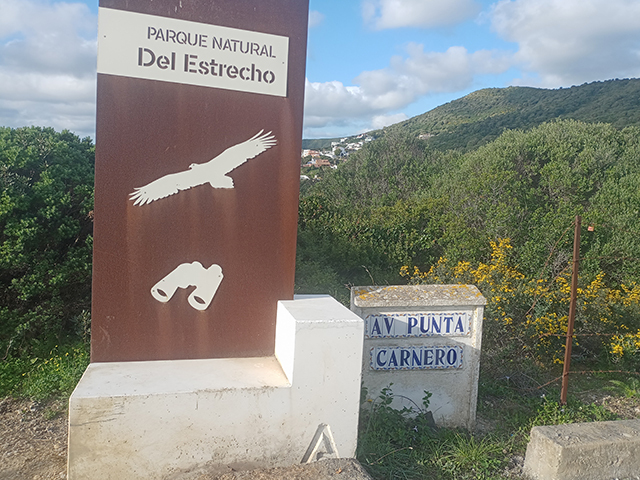 PARQUE NATURAL
Del Estrecho
AV PUNTA
CARNERO